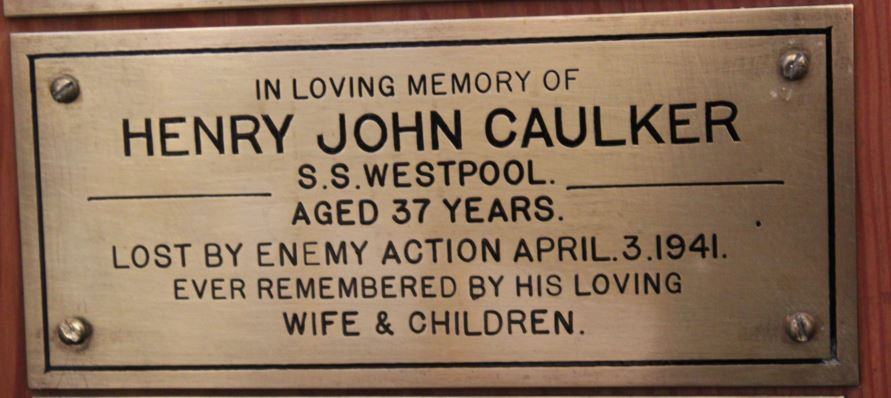 IN LOVING MEMORY OF
HENRY JOHN CAULKER
S.S. WESTPOOL.
AGED 37 YEARS.
LOST BY ENEMY ACTION APRIL.3.1941.
EVER REMEMBERED BY HIS LOVING
WIFE & CHILDREN.